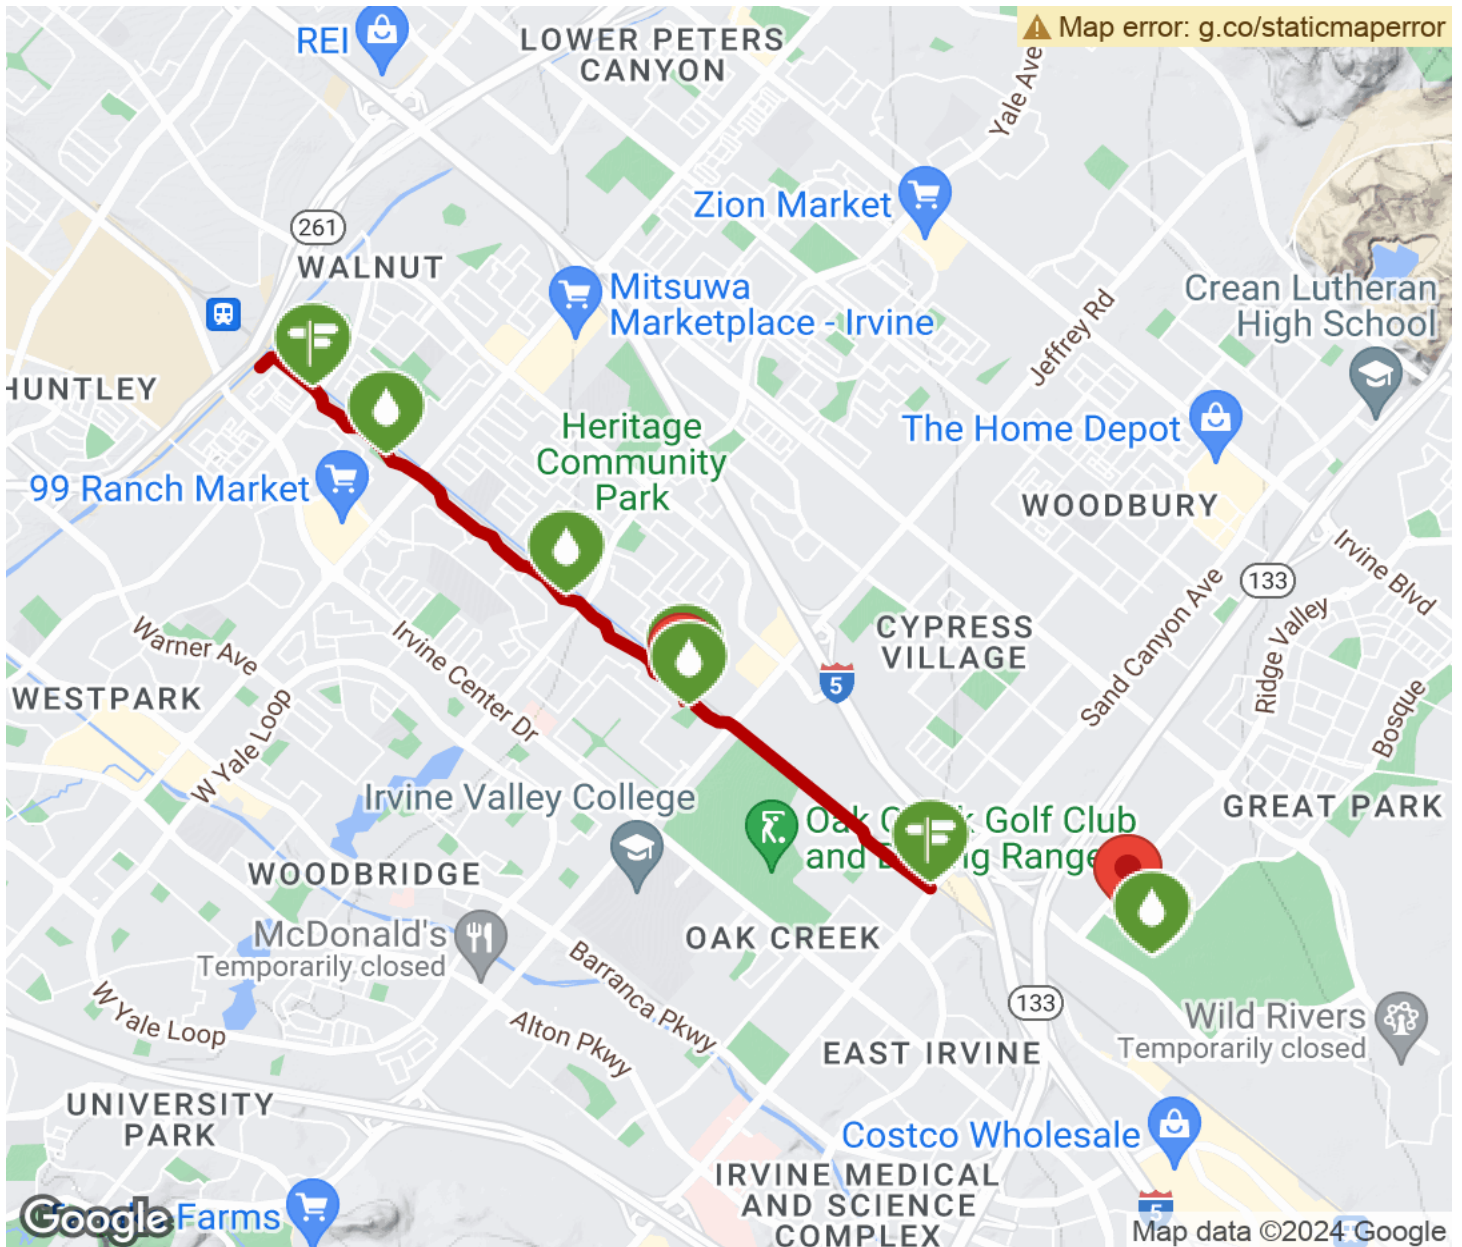 Map error: g.co/staticmaperror
REI
LOWER PETERS
CANYON
Yale Ave
Zion Market
261
WALNUT
Mitsuwa
Marketplace - Irvine
Crean Lutheran
High School
Jeffrey Rd
HUNTLEY
Heritage
Community
Park
The Home Depot
99 Ranch Market
WOODBURY
Irvine Blvd
133
Sand Canyon Ave
Ridge Valley
Warner Ave
Irvine Center Dr
CYPRESS
VILLAGE
5
WESTPARK
W Yale Loop
Bosque
Irvine Valley College
GREAT PARK
Golf Club
and
Range
WOODBRIDGE
McDonald's
Temporarily closed
OAK CREEK
Barranca Pkwy
W Yale Loop
Alton Pkwy
133
Wild Rivers
Temporarily closed
EAST IRVINE
UNIVERSITY
PARK
Costco Wholesale
IRVINE MEDICAL
AND SCIENCE
COMPLEX
5
Google
Farms
Map data ©2024 Google